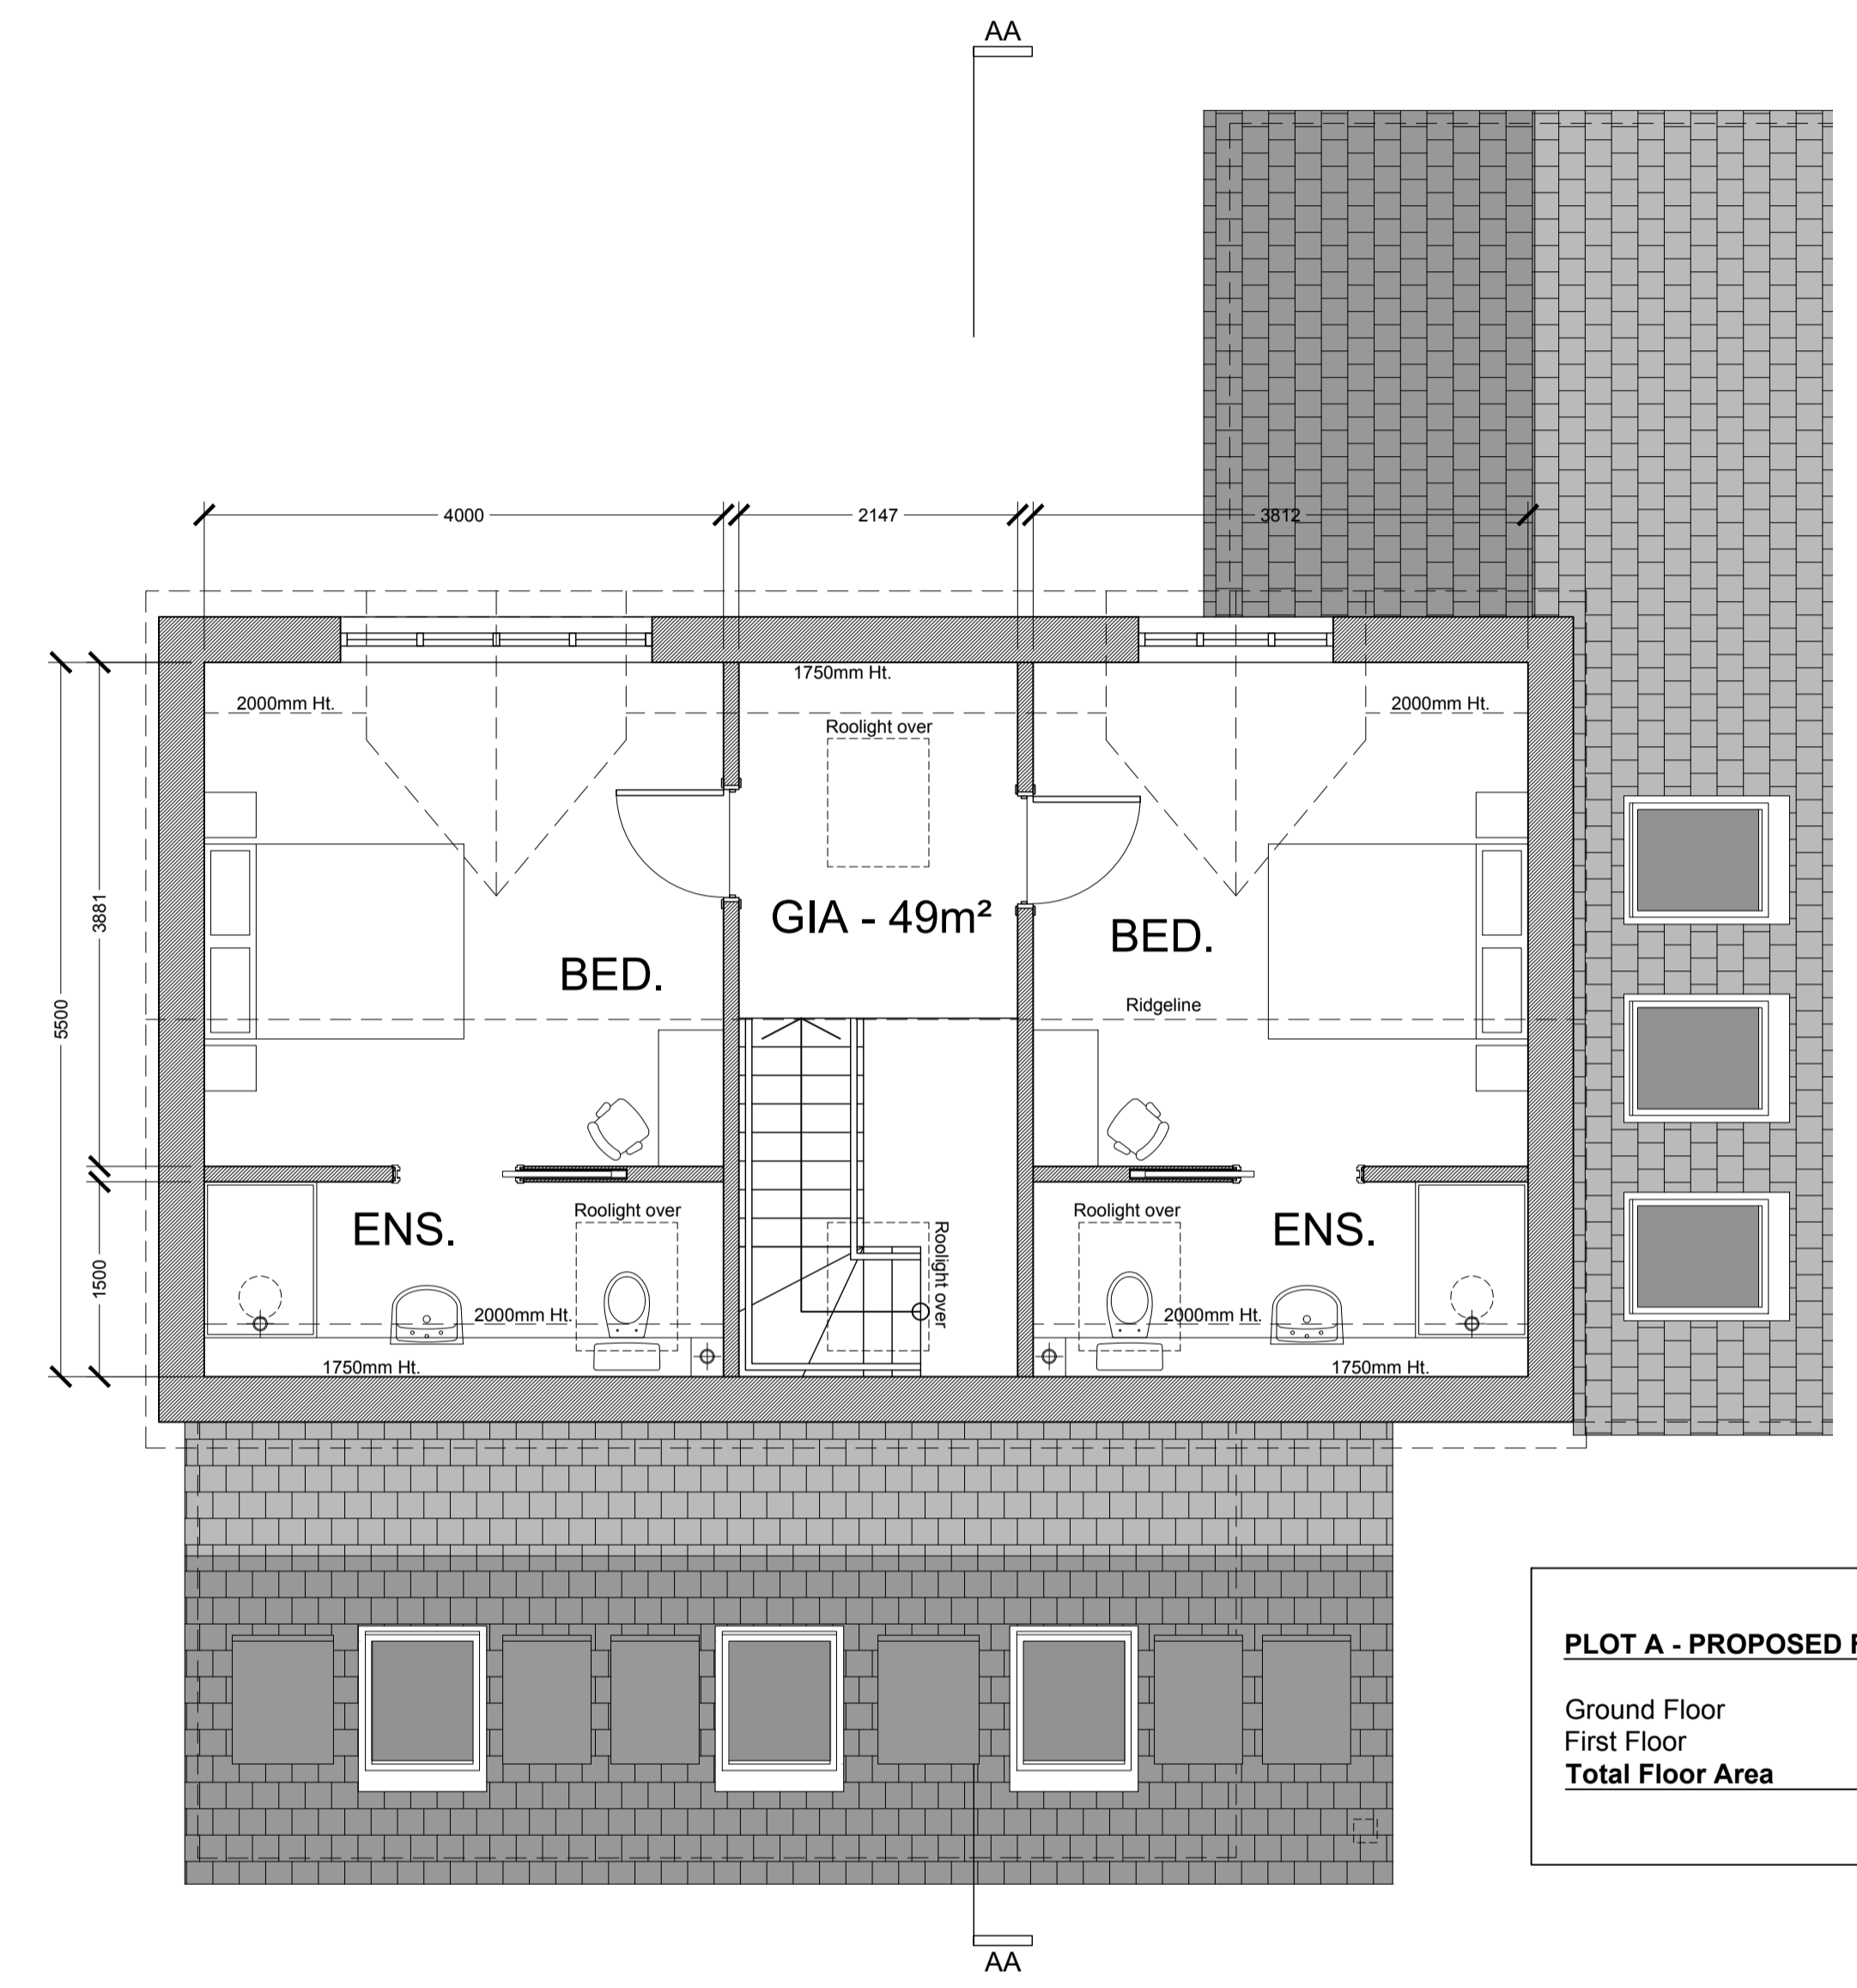 AA
4000
2147
3812
1750mm Ht.
2000mm Ht.
2000mm Ht.
Roolight over
5500
3881
GIA - 49m²
BED.
BED.
Ridgeline
1500
ENS.
Roolight over
Roolight over
Roolight over
ENS.
2000mm Ht.
2000mm Ht.
1750mm Ht.
1750mm Ht.
PLOT A - PROPOSED
Ground Floor
First Floor
Total Floor Area
AA